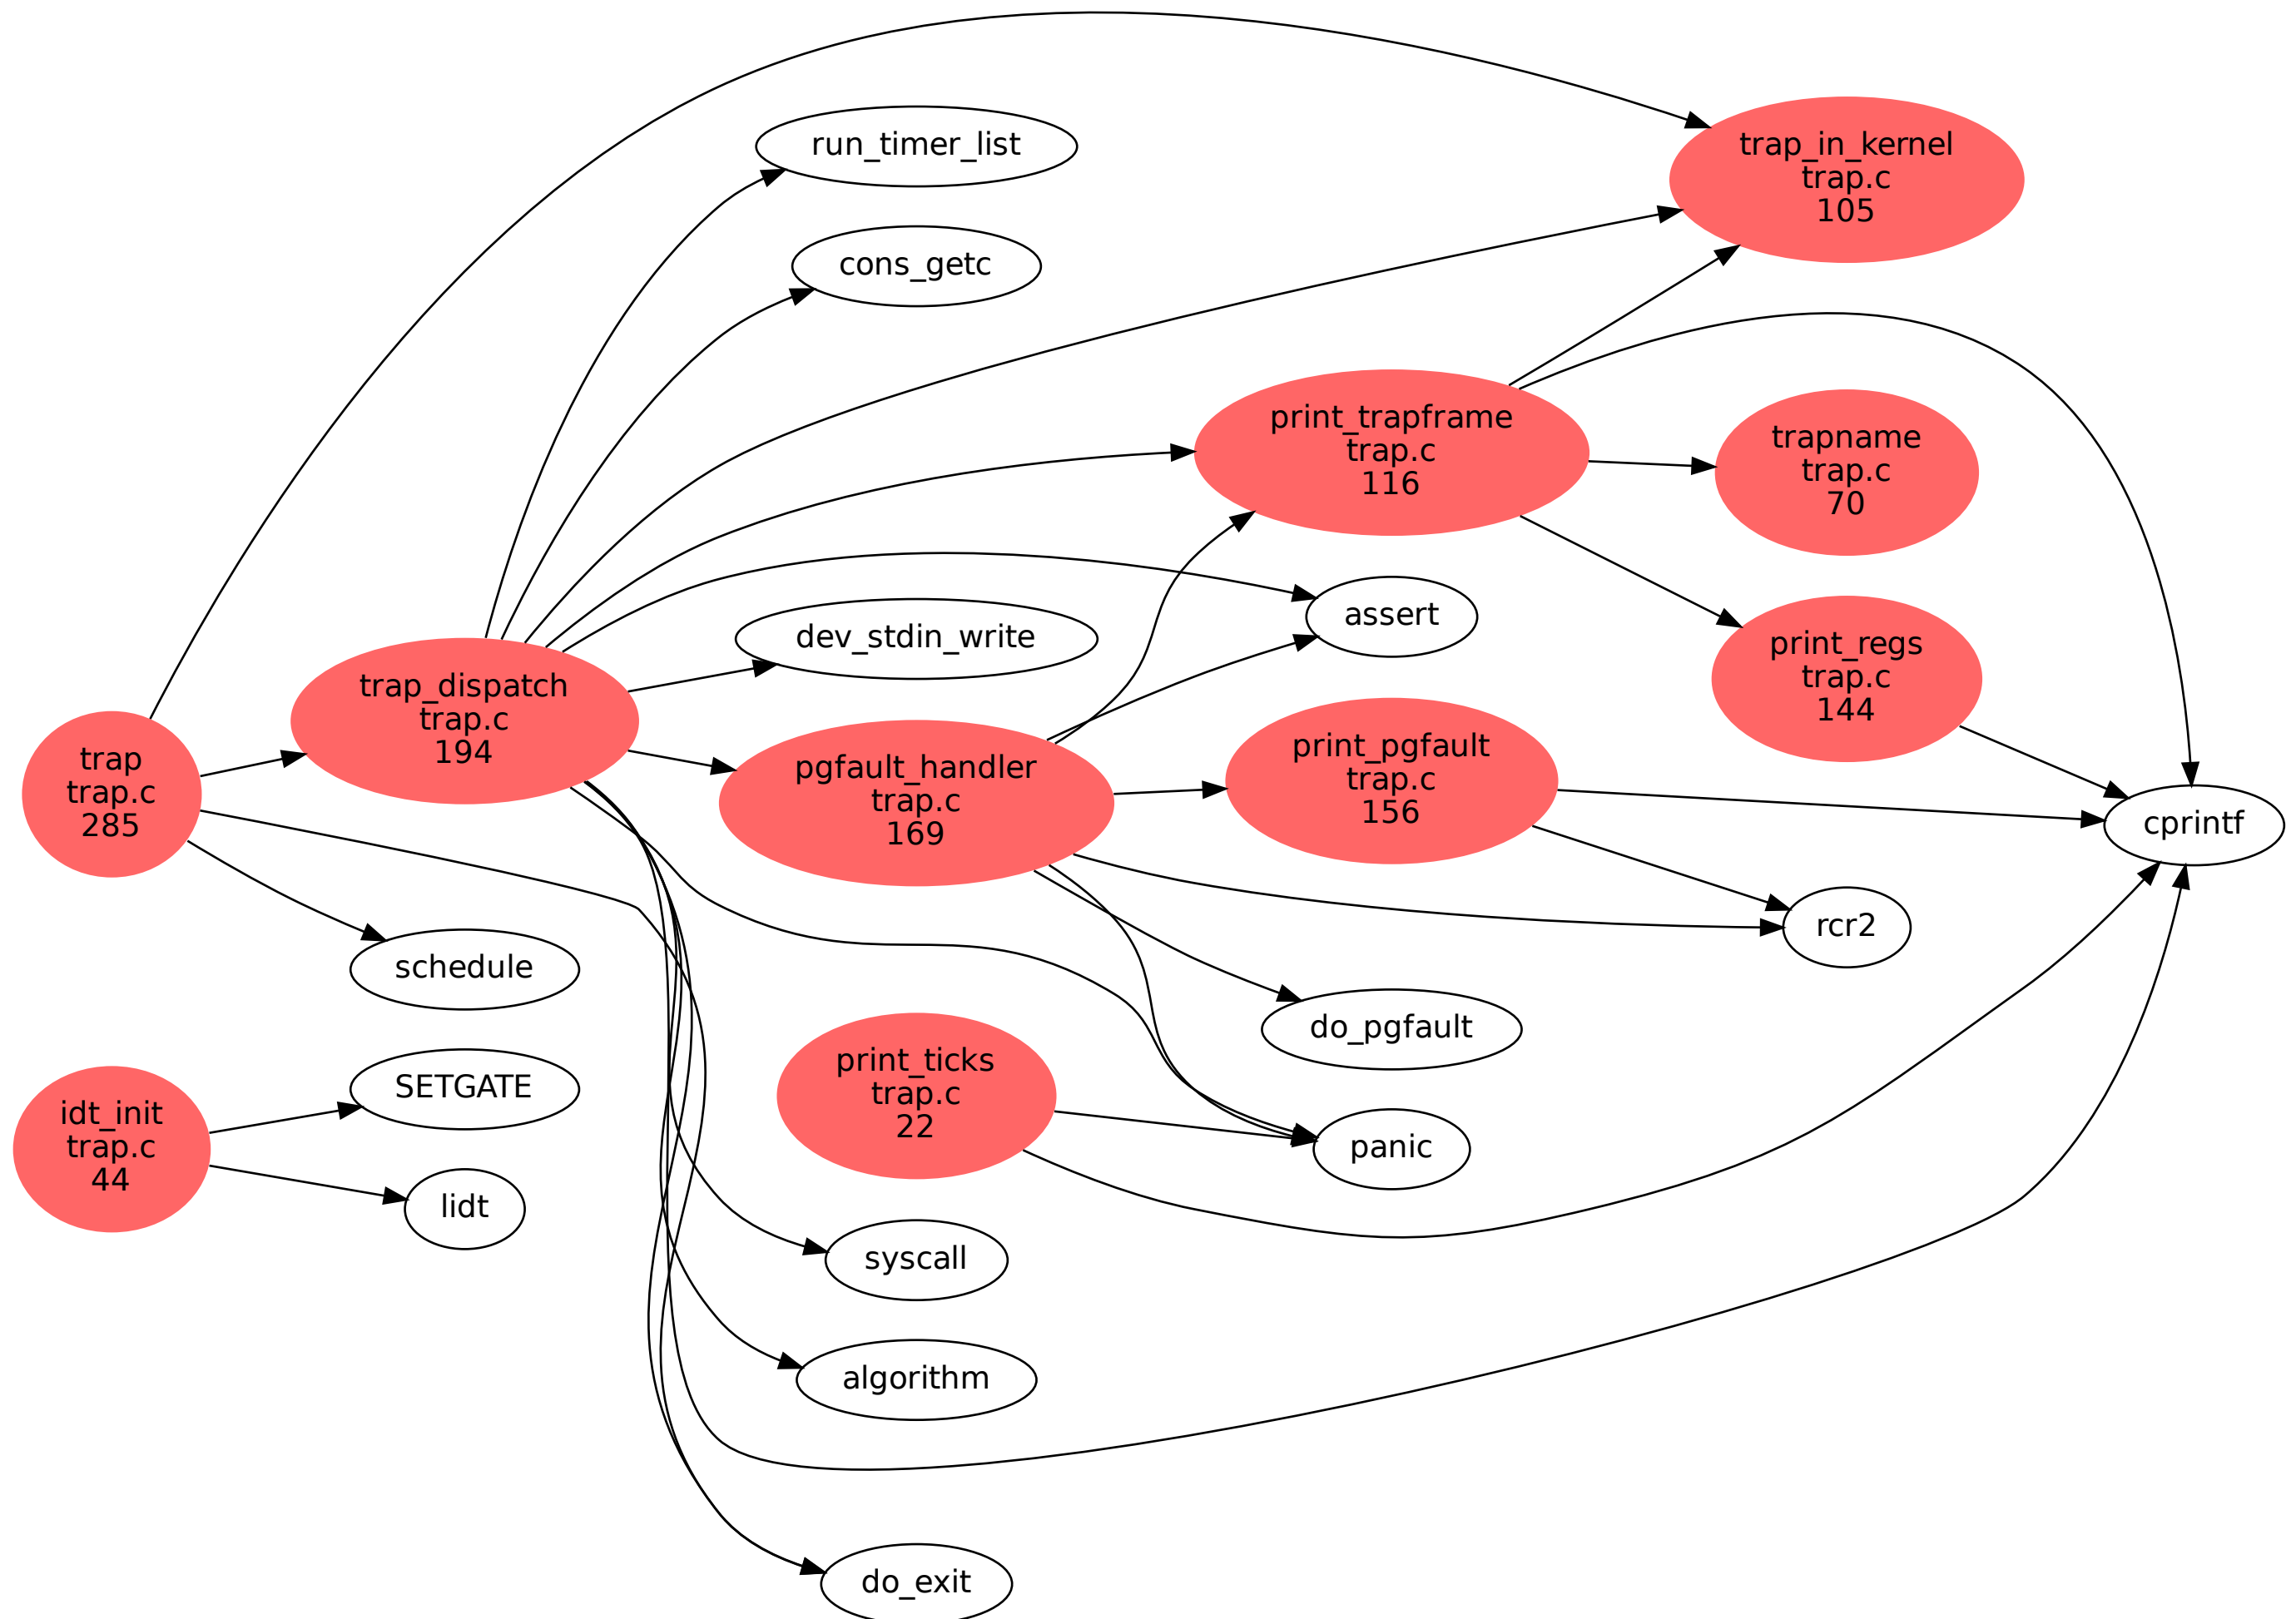 run_timer_list
cons_getc
trap_in_kernel
trap.c
105
print_trapframe
trap.c
116
trapname
trap.c
70
assert
dev_stdin_write
print_regs
trap.c
144
trap_dispatch
trap.c
194
trap
trap.c
285
pgfault_handler
trap.c
169
print_pgfault
trap.c
156
cprintf
rcr2
schedule
do_pgfault
SETGATE
print_ticks
trap.c
22
idt_init
trap.c
44
panic
lidt
syscall
algorithm
do_exit